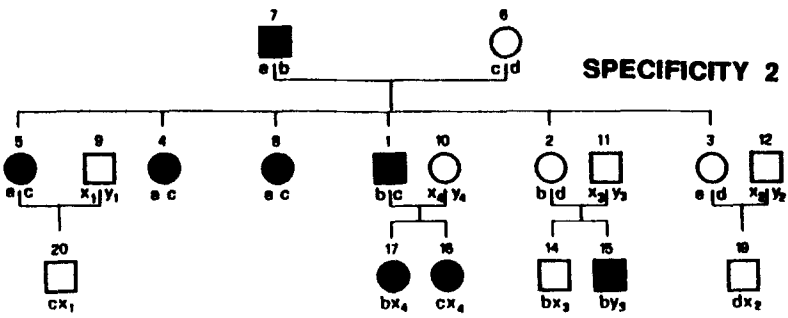 7 6
a b c d
SPECIFICITY 2
5 9 4 8 1 10 2 11 3 12
a c x₁ y₁ a c a c b c x₄ y₄ b d x₃ y₃ a d x₂ y₂
20 17 16 14 15 19
cx₁ bx₄ cx₄ bx₃ by₃ dx₂